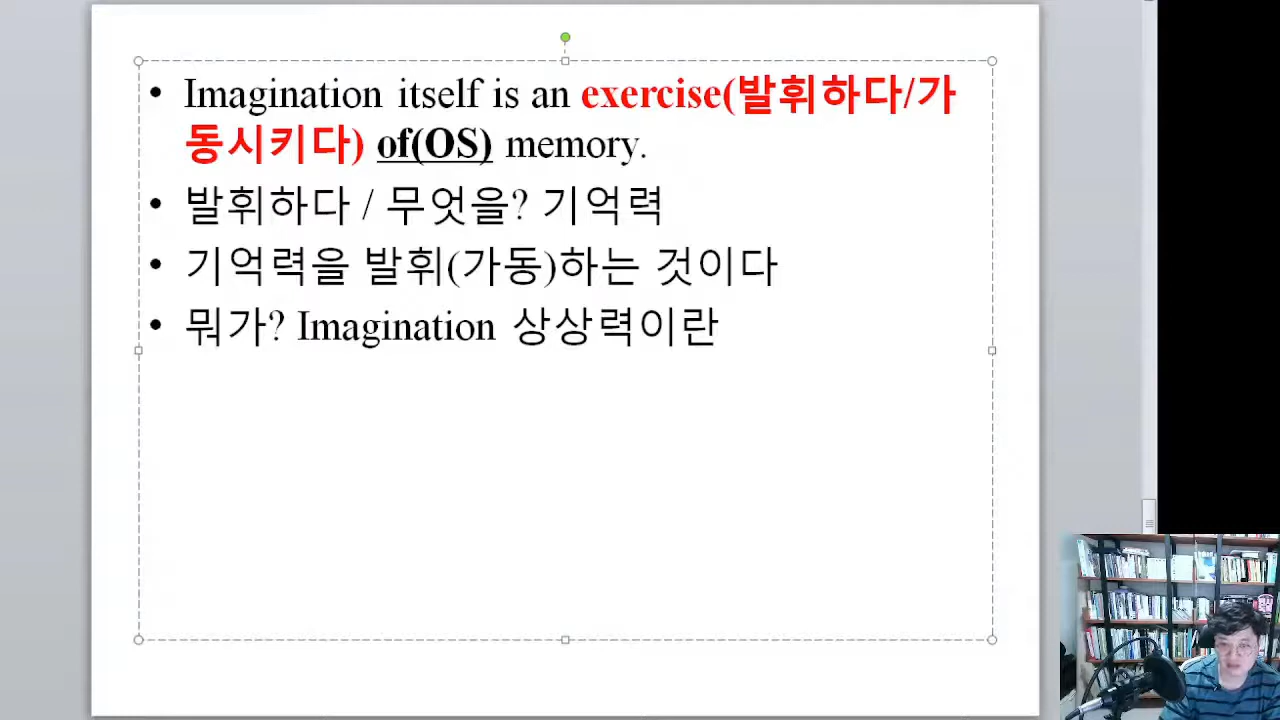 • Imagination itself is an exercise(발휘하다/가
동시키다) of(OS) memory.
• 발휘하다 / 무엇을? 기억력
• 기억력을 발휘(가동)하는 것이다
• 뭐가? Imagination 상상력이란